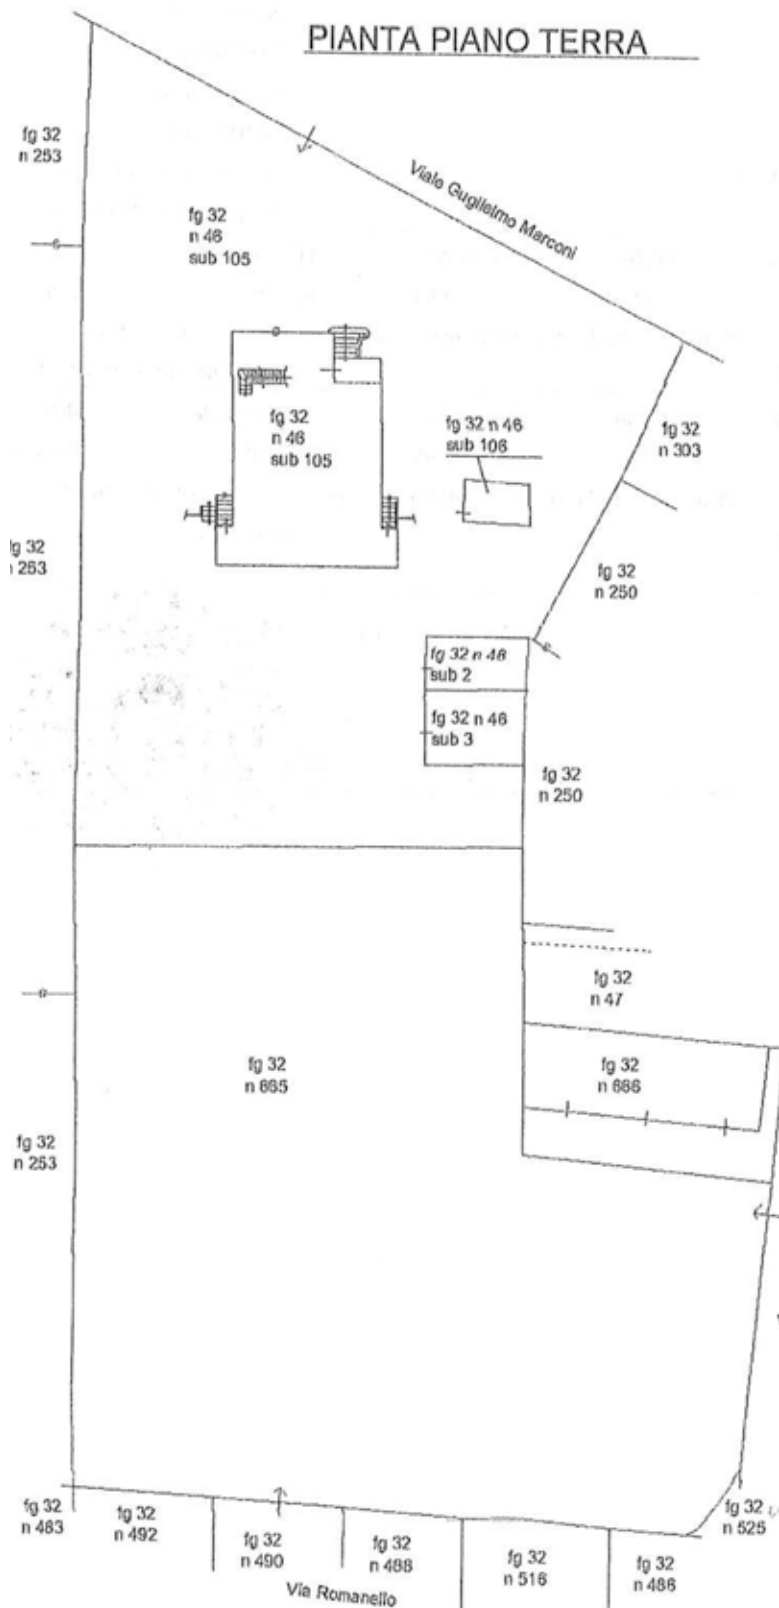 PIANTA PIANO TERRA
fg 32
n 253
Viale Guglielmo Marconi
fg 32
n 46
sub 105
fg 32
n 46
sub 105
fg 32 n 46
sub 106
fg 32
n 303
fg 32
n 253
fg 32
n 250
fg 32 n 46
sub 2
fg 32 n 46
sub 3
fg 32
n 250
fg 32
n 47
fg 32
n 665
fg 32
n 666
fg 32
n 253
fg 32
n 483
fg 32
n 492
fg 32
n 490
fg 32
n 488
fg 32
n 516
fg 32
n 486
fg 32
n 525
Via Romanello